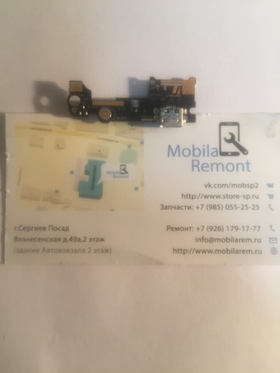 Mobila
Remont
vk.com/mobsp2
http://www.store-sp.ru
Запчасти: +7 (985) 055-25-25
г.Сергиев Посад
Вознесенская д.49а,2 этаж
(здание Автовокзала 2 этаж)
Ремонт: +7 (926) 179-17-77
info@mobilarem.ru
http://www.mobilarem.ru